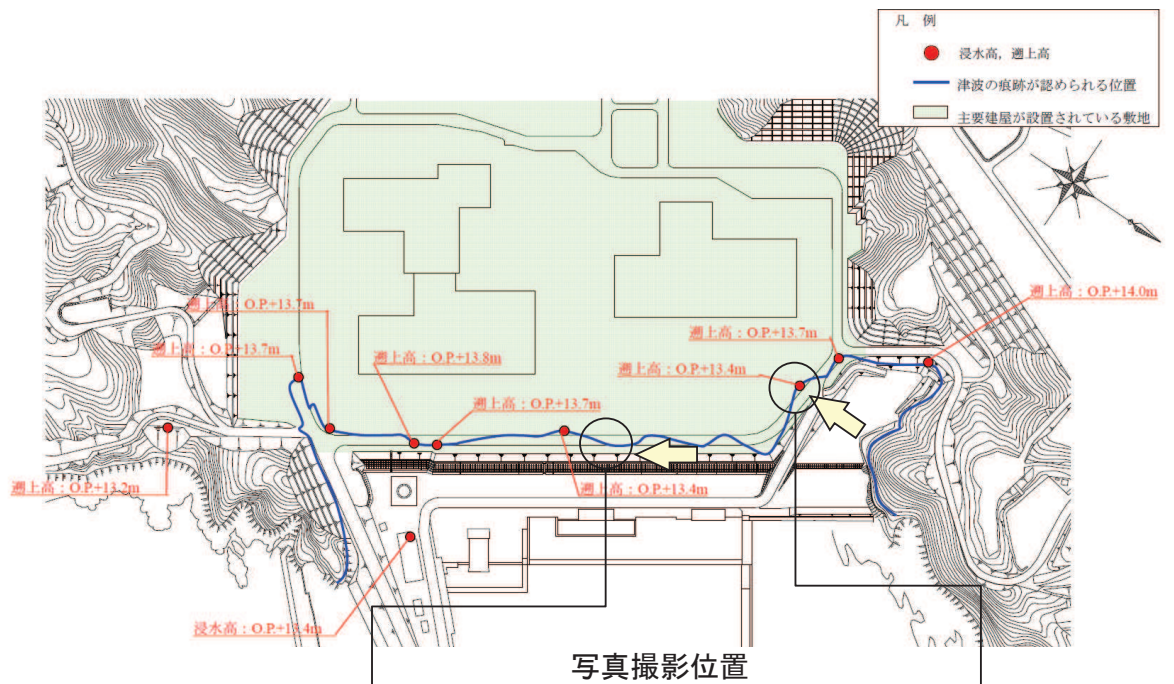 凡 例
浸水高，遡上高
津波の痕跡が認められる位置
主要建屋が設置されている敷地
遡上高：O.P.+14.0m
遡上高：O.P.+13.7m
遡上高：O.P.+13.7m
遡上高：O.P.+13.7m
遡上高：O.P.+13.8m
遡上高：O.P.+13.4m
遡上高：O.P.+13.7m
遡上高：O.P.+13.2m
遡上高：O.P.+13.4m
浸水高：O.P.+13.4m
写真撮影位置